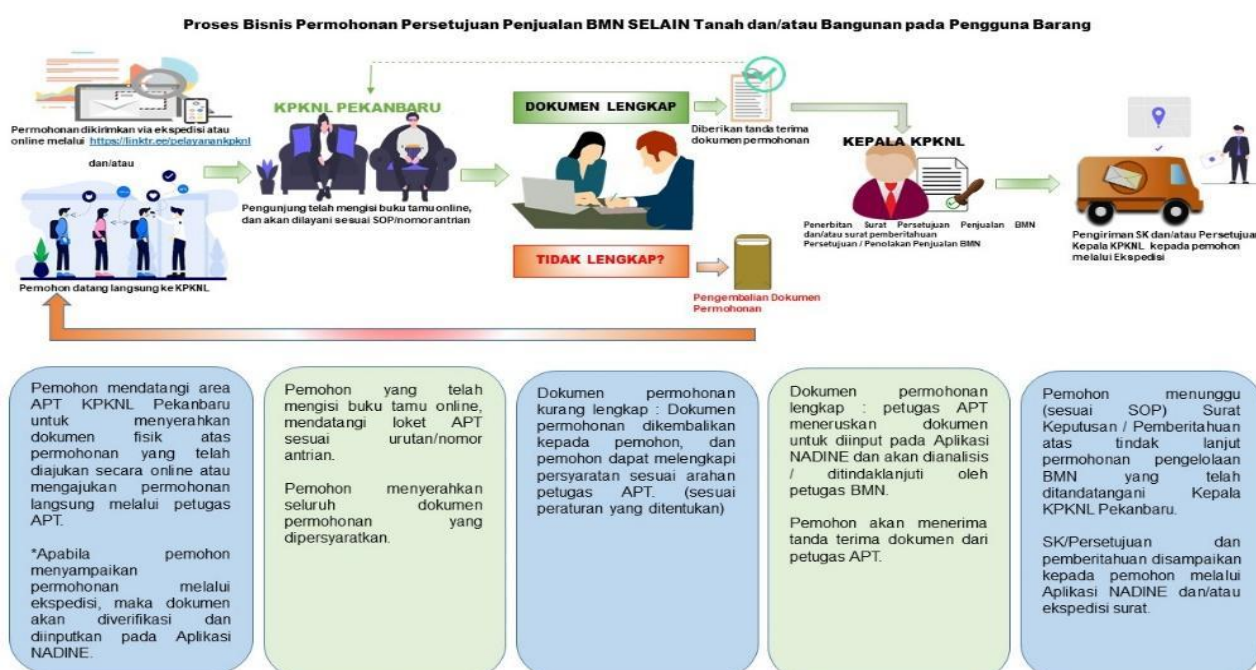 Proses Bisnis Permohonan Persetujuan Penjualan BMN SELAIN Tanah dan/atau Bangunan pada Pengguna Barang
Permohonan dikirimkan via ekspedisi atau
online melalui https://linktr.ee/pelayanankpknl
dan/atau
Pemohon datang langsung ke KPKNL
KPKNL PEKANBARU
Pengunjung telah mengisi buku tamu online,
dan akan dilayani sesuai SOP/nomor antrian
DOKUMEN LENGKAP
TIDAK LENGKAP?
Diberikan tanda terima
dokumen permohonan
Pengembalian Dokumen
Permohonan
KEPALA KPKNL
Penerbitan Surat Persetujuan Penjualan BMN
dan/atau surat pemberitahuan
Persetujuan / Penolakan Penjualan BMN
Pengiriman SK dan/atau Persetujuan
Kepala KPKNL kepada pemohon
melalui Ekspedisi
Pemohon mendatangi area
APT KPKNL Pekanbaru
untuk menyerahkan
dokumen fisik atas
permohonan yang telah
diajukan secara online atau
mengajukan permohonan
langsung melalui petugas
APT.
*Apabila pemohon
menyampaikan
permohonan melalui
ekspedisi, maka dokumen
akan diverifikasi dan
diinputkan pada Aplikasi
NADINE.
Pemohon yang telah
mengisi buku tamu online,
mendatangi loket APT
sesuai urutan/nomor
antrian.
Pemohon menyerahkan
seluruh dokumen
permohonan yang
dipersyaratkan.
Dokumen permohonan
kurang lengkap : Dokumen
permohonan dikembalikan
kepada pemohon, dan
pemohon dapat melengkapi
persyaratan sesuai arahan
petugas APT. (sesuai
peraturan yang ditentukan)
Dokumen permohonan
lengkap : petugas APT
meneruskan dokumen
untuk diinput pada Aplikasi
NADINE dan akan dianalisis
/ ditindaklanjuti oleh
petugas BMN.
Pemohon akan menerima
tanda terima dokumen dari
petugas APT.
Pemohon menunggu
(sesuai SOP) Surat
Keputusan / Pemberitahuan
atas tindak lanjut
permohonan pengelolaan
BMN yang telah
ditandatangani Kepala
KPKNL Pekanbaru.
SK/Persetujuan dan
pemberitahuan disampaikan
kepada pemohon melalui
Aplikasi NADINE dan/atau
ekspedisi surat.